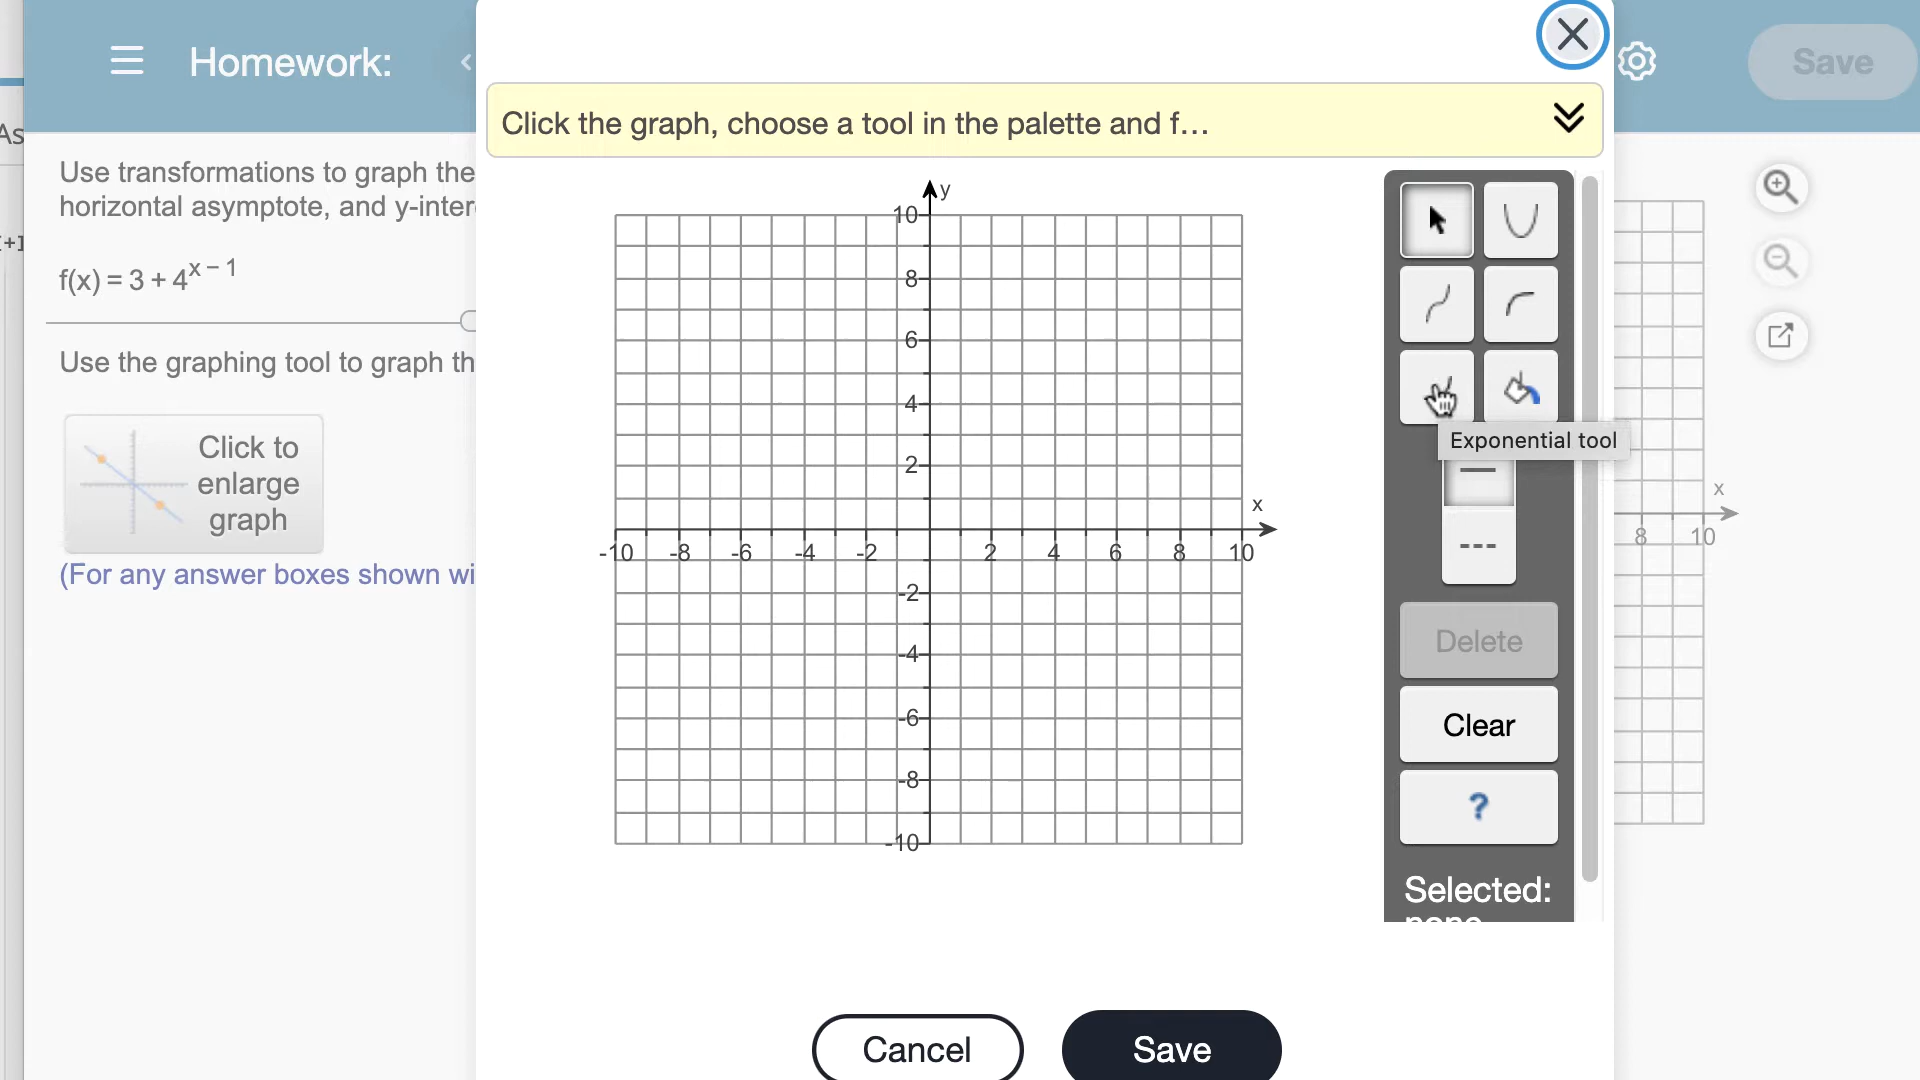 Homework:
Save
As
Click the graph, choose a tool in the palette and f...
Use transformations to graph the
horizontal asymptote, and y-inter
[+]
f(x) = 3 + 4^{x − 1}
Use the graphing tool to graph th
Click to
enlarge
graph
(For any answer boxes shown wi
y
10
8
6
4
2
x
-10 -8 -6 -4 -2 2 4 6 8 10
-2
-4
-6
-8
-10
Exponential tool
Delete
Clear
?
Selected:
none
x
8 10
Cancel
Save